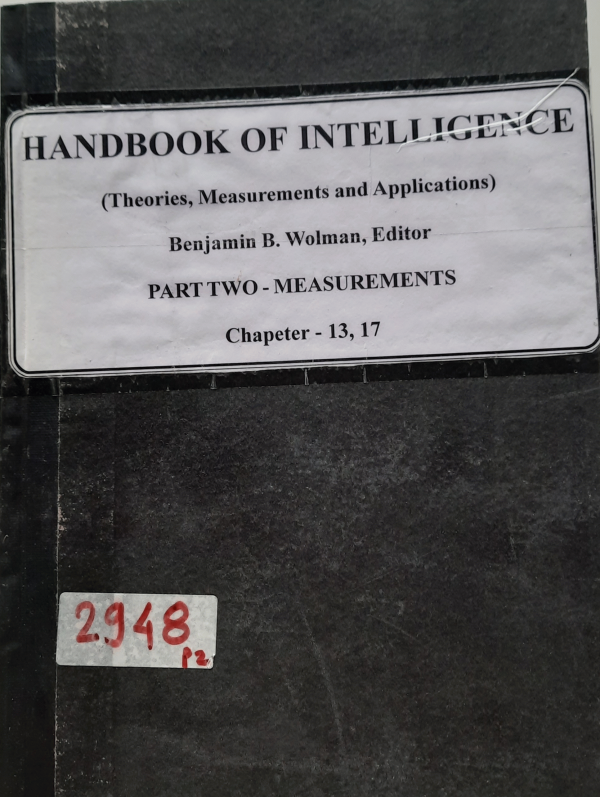 HANDBOOK OF INTELLIGENCE
(Theories, Measurements and Applications)
Benjamin B. Wolman, Editor
PART TWO - MEASUREMENTS
Chapeter - 13, 17
2948
P2